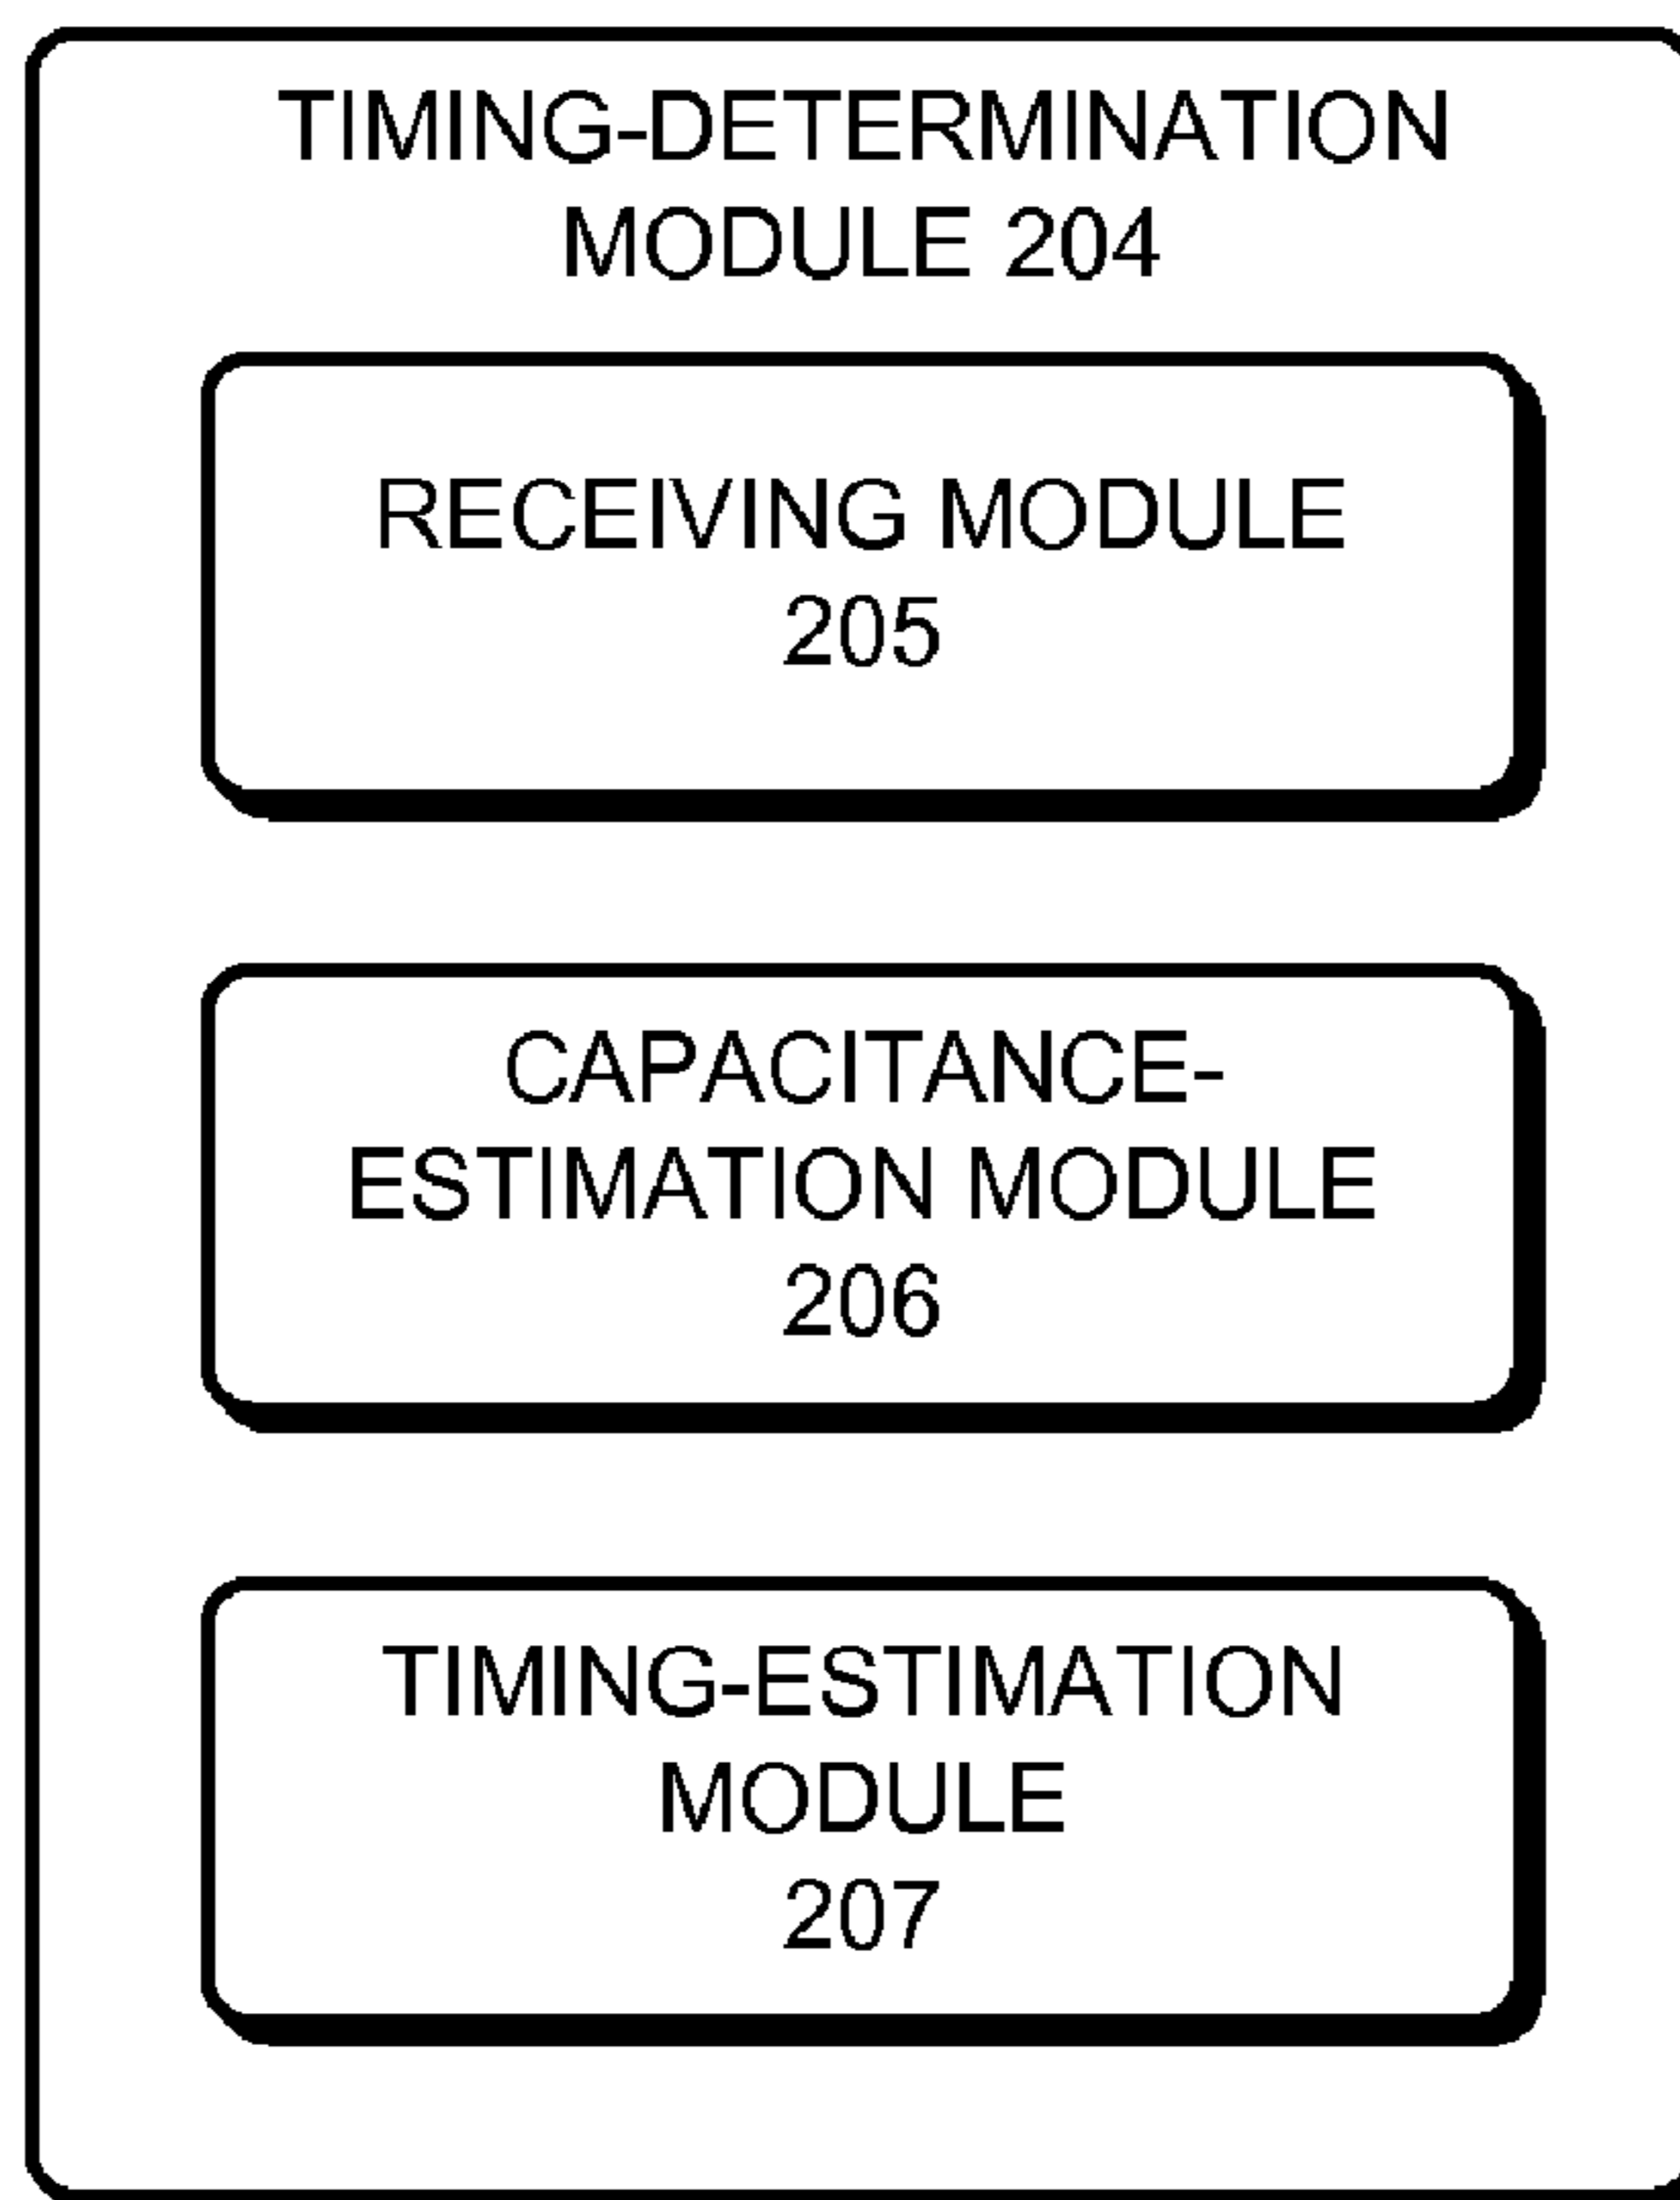 TIMING-DETERMINATION
MODULE 204
RECEIVING MODULE
205
CAPACITANCE-
ESTIMATION MODULE
206
TIMING-ESTIMATION
MODULE
207